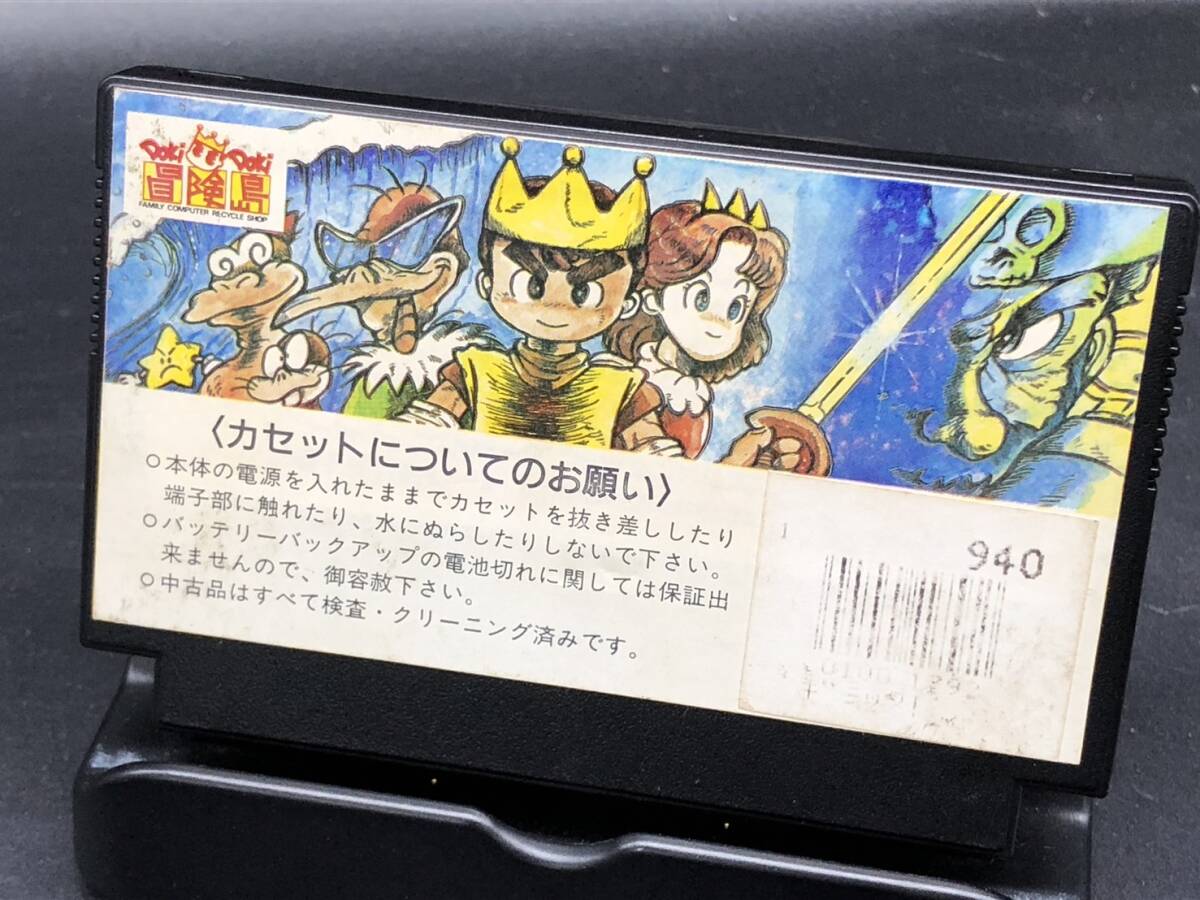 Doki Doki
冒険島
FAMILY COMPUTER RECYCLE SHOP
〈カセットについてのお願い〉
○本体の電源を入れたままでカセットを抜き差ししたり
端子部に触れたり、水にぬらしたりしないで下さい。
○バッテリーバックアップの電池切れに関しては保証出
来ませんので、御容赦下さい。
○中古品はすべて検査・クリーニング済みです。
940